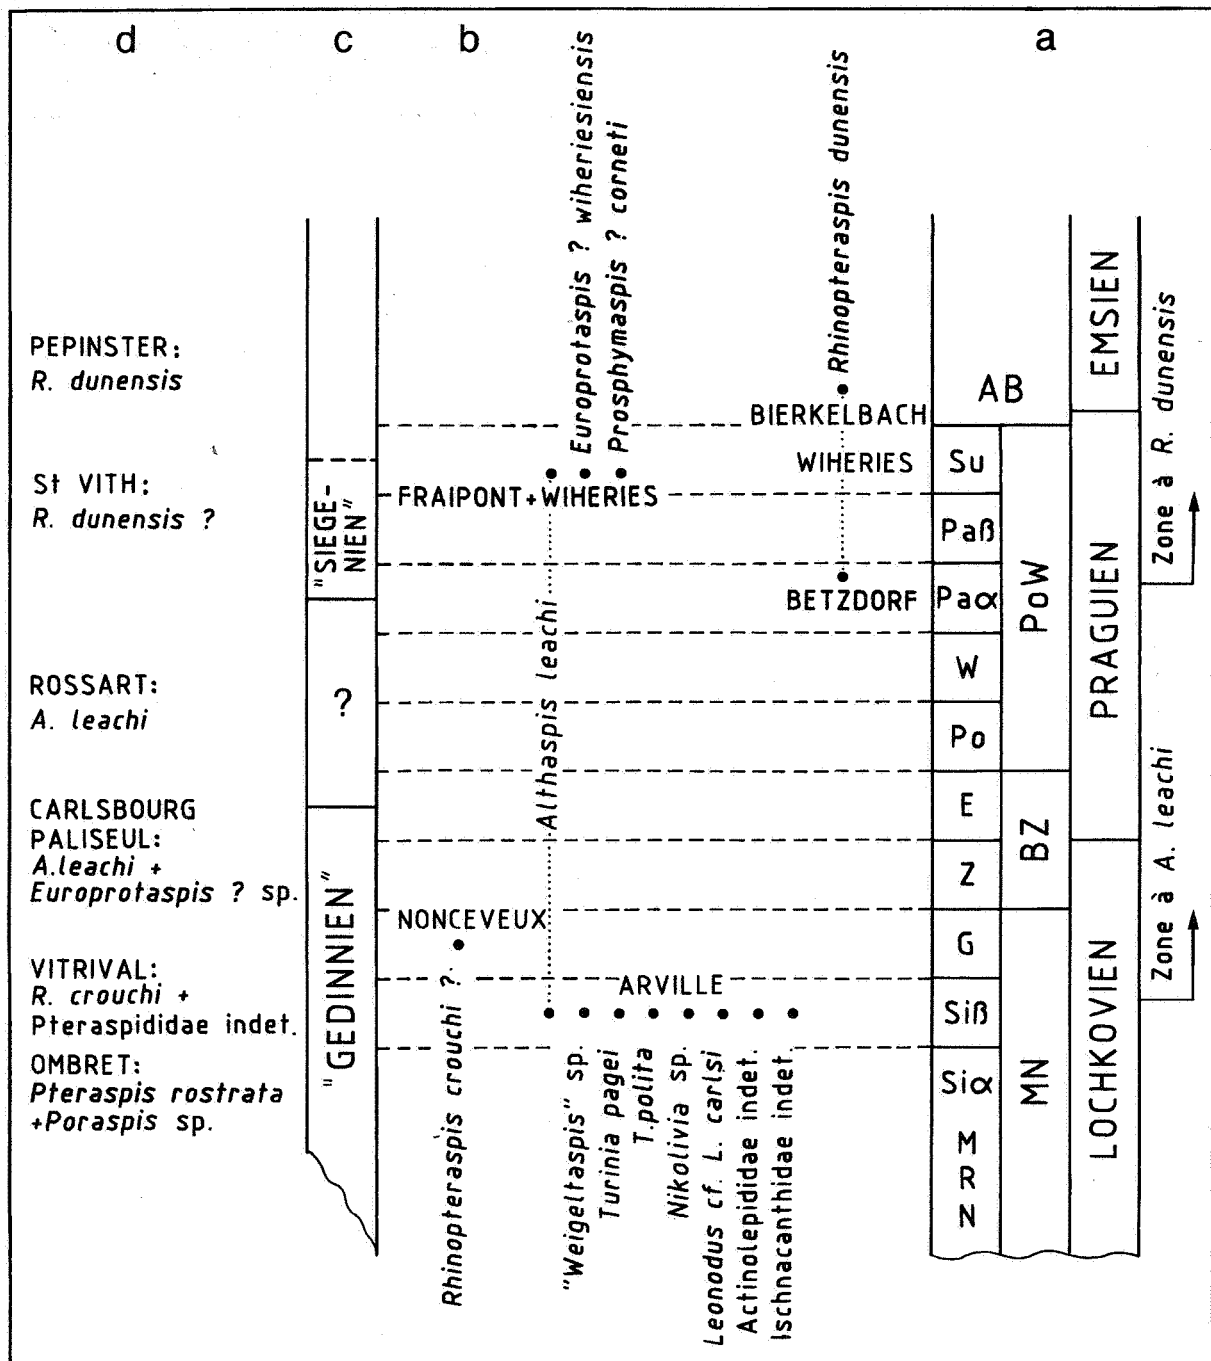 d
c
b
a
PEPINSTER:
R. dunensis
St VITH:
R. dunensis ?
ROSSART:
A. leachi
CARLSBOURG
PALISEUL:
A. leachi +
Europrotaspis ? sp.
VITRIVAL:
R. crouchi +
Pteraspididae indet.
OMBRET:
Pteraspis rostrata
+Poraspis sp.
"SIEGE-
NIEN"
?
"GEDINNIEN"
Europrotaspis ? wiheriesiensis
Prosphymaspis ? corneti
FRAIPONT+WIHERIES
Althaspis leachi
NONCEVEUX
Rhinopteraspis crouchi ?
ARVILLE
"Weigeltaspis" sp.
Turinia pagei
T. polita
Nikolivia sp.
Leonodus cf. L. carlsi
Actinolepididae indet.
Ischnacanthidae indet.
Rhinopteraspis dunensis
BIERKELBACH
WIHERIES
BETZDORF
AB
Su
Paß
Paα
W
Po
E
Z
G
Siß
Siα
M
R
N
PoW
BZ
MN
EMSIEN
PRAGUIEN
LOCHKOVIEN
Zone à R. dunensis
Zone à A. leachi